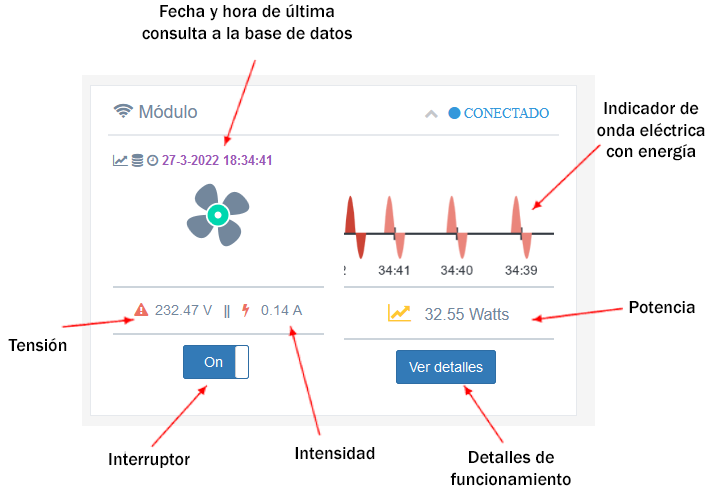 Fecha y hora de última
consulta a la base de datos
Módulo
CONECTADO
Indicador de
onda eléctrica
con energía
27-3-2022 18:34:41
2
34:41
34:40
34:39
232.47 V || 0.14 A
32.55 Watts
Potencia
Tensión
On
Ver detalles
Interruptor
Intensidad
Detalles de
funcionamiento